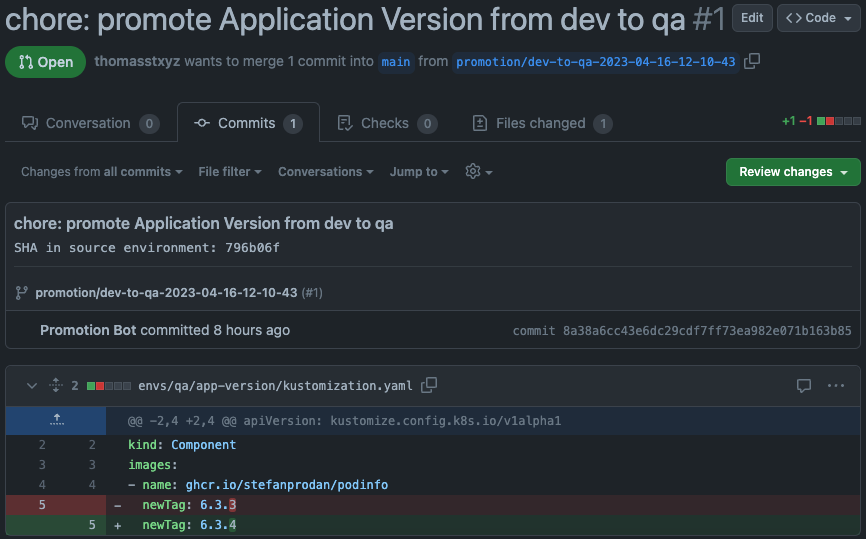 chore: promote Application Version from dev to qa #1 Edit <> Code
Open thomasstxyz wants to merge 1 commit into main from promotion/dev-to-qa-2023-04-16-12-10-43
Conversation 0 Commits 1 Checks 0 Files changed 1 +1 −1
Changes from all commits File filter Conversations Jump to Review changes
chore: promote Application Version from dev to qa
SHA in source environment: 796b06f
promotion/dev-to-qa-2023-04-16-12-10-43 (#1)
Promotion Bot committed 8 hours ago commit 8a38a6cc43e6dc29cdf7ff73ea982e071b163b85
2 envs/qa/app-version/kustomization.yaml
@@ -2,4 +2,4 @@ apiVersion: kustomize.config.k8s.io/v1alpha1
2 2 kind: Component
3 3 images:
4 4 - name: ghcr.io/stefanprodan/podinfo
5 - newTag: 6.3.3
5 + newTag: 6.3.4